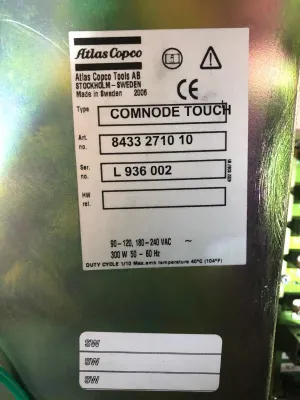 Atlas Copco
Atlas Copco Tools AB
STOCKHOLM-SWEDEN
Made in Sweden 2006
CE
Type COMNODE TOUCH
Art. no. 8433 2710 10
Ser. no. L 936 002
HW rel.
90-120, 180-240 VAC ~
300 W 50 - 60 Hz
DUTY CYCLE 1/10 Max.amb temperature 40°C (104°F)
SW
SW
SW